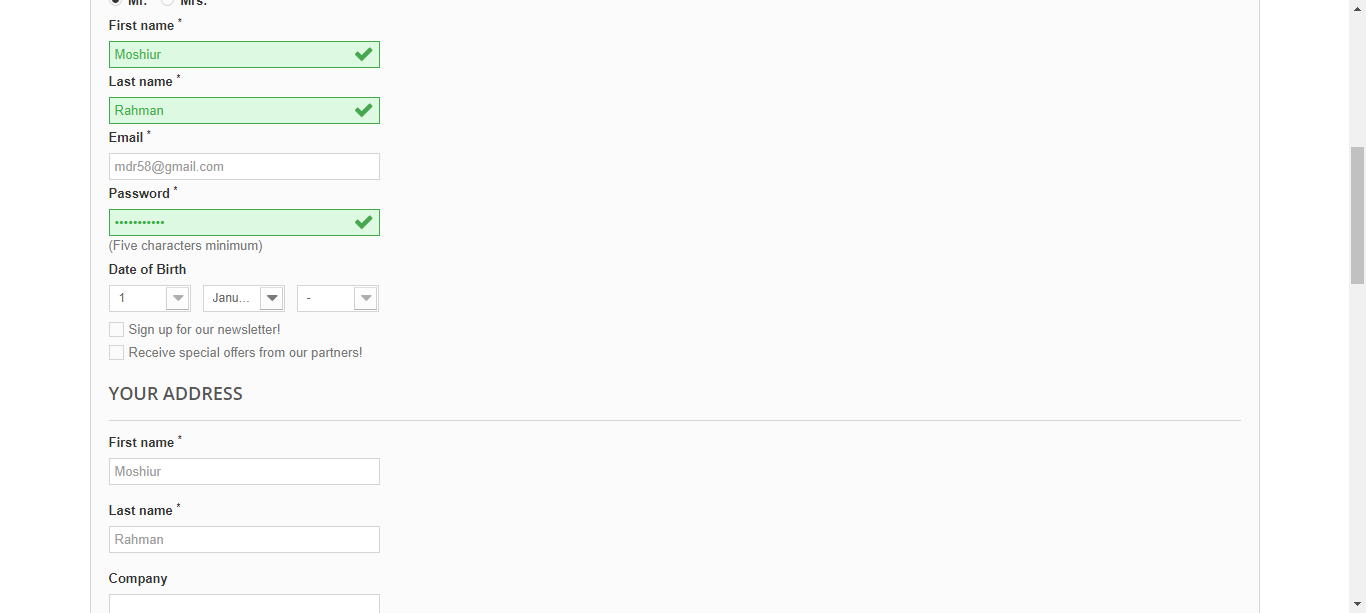 Mr. Mrs.
First name *
Moshiur
Last name *
Rahman
Email *
mdr58@gmail.com
Password *
•••••••••••
(Five characters minimum)
Date of Birth
1 Janu... -
Sign up for our newsletter!
Receive special offers from our partners!
YOUR ADDRESS
First name *
Moshiur
Last name *
Rahman
Company